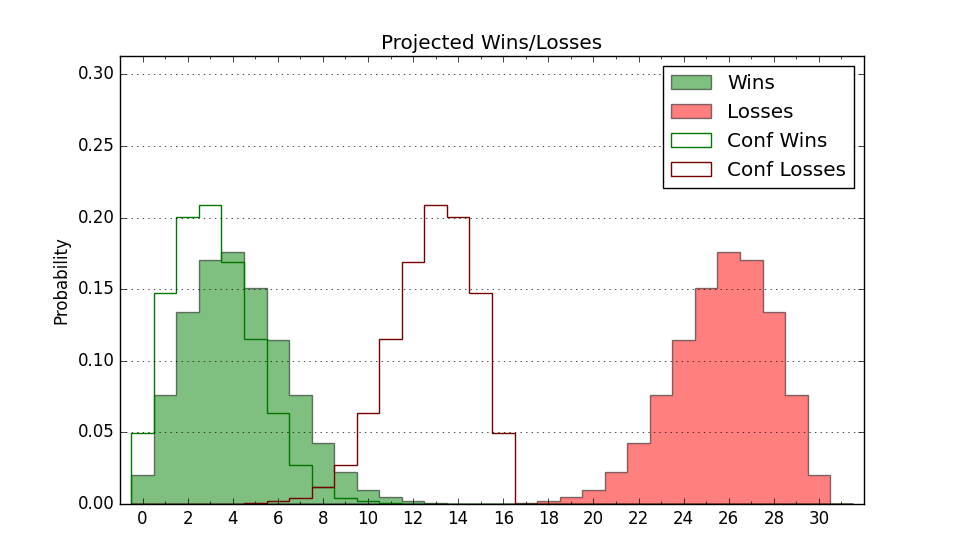 Projected Wins/Losses
Wins
Losses
Conf Wins
Conf Losses
Probability
0.30
0.25
0.20
0.15
0.10
0.05
0.00
0 2 4 6 8 10 12 14 16 18 20 22 24 26 28 30